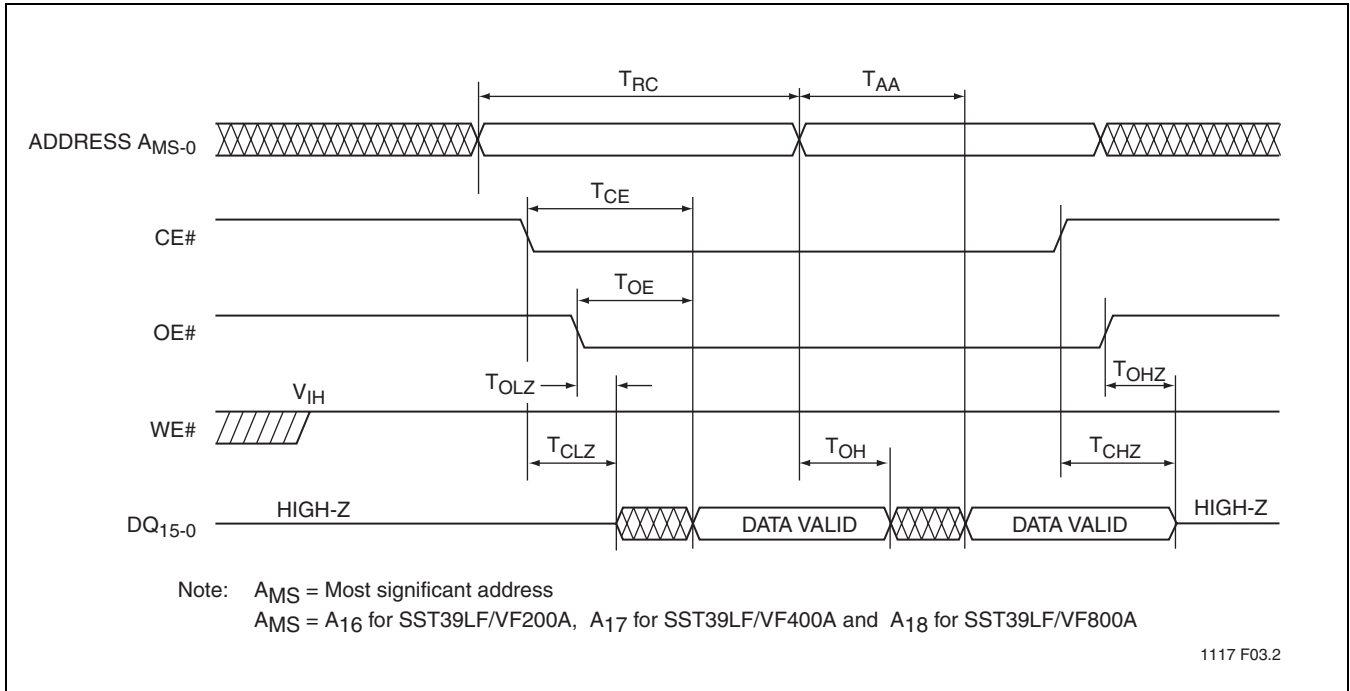 TRC TAA
ADDRESS AMS-0
TCE
CE#
TOE
OE#
TOLZ TOHZ
VIH
WE#
TCLZ TOH TCHZ
HIGH-Z HIGH-Z
DQ15-0 DATA VALID DATA VALID
Note: AMS = Most significant address
AMS = A16 for SST39LF/VF200A, A17 for SST39LF/VF400A and A18 for SST39LF/VF800A
1117 F03.2